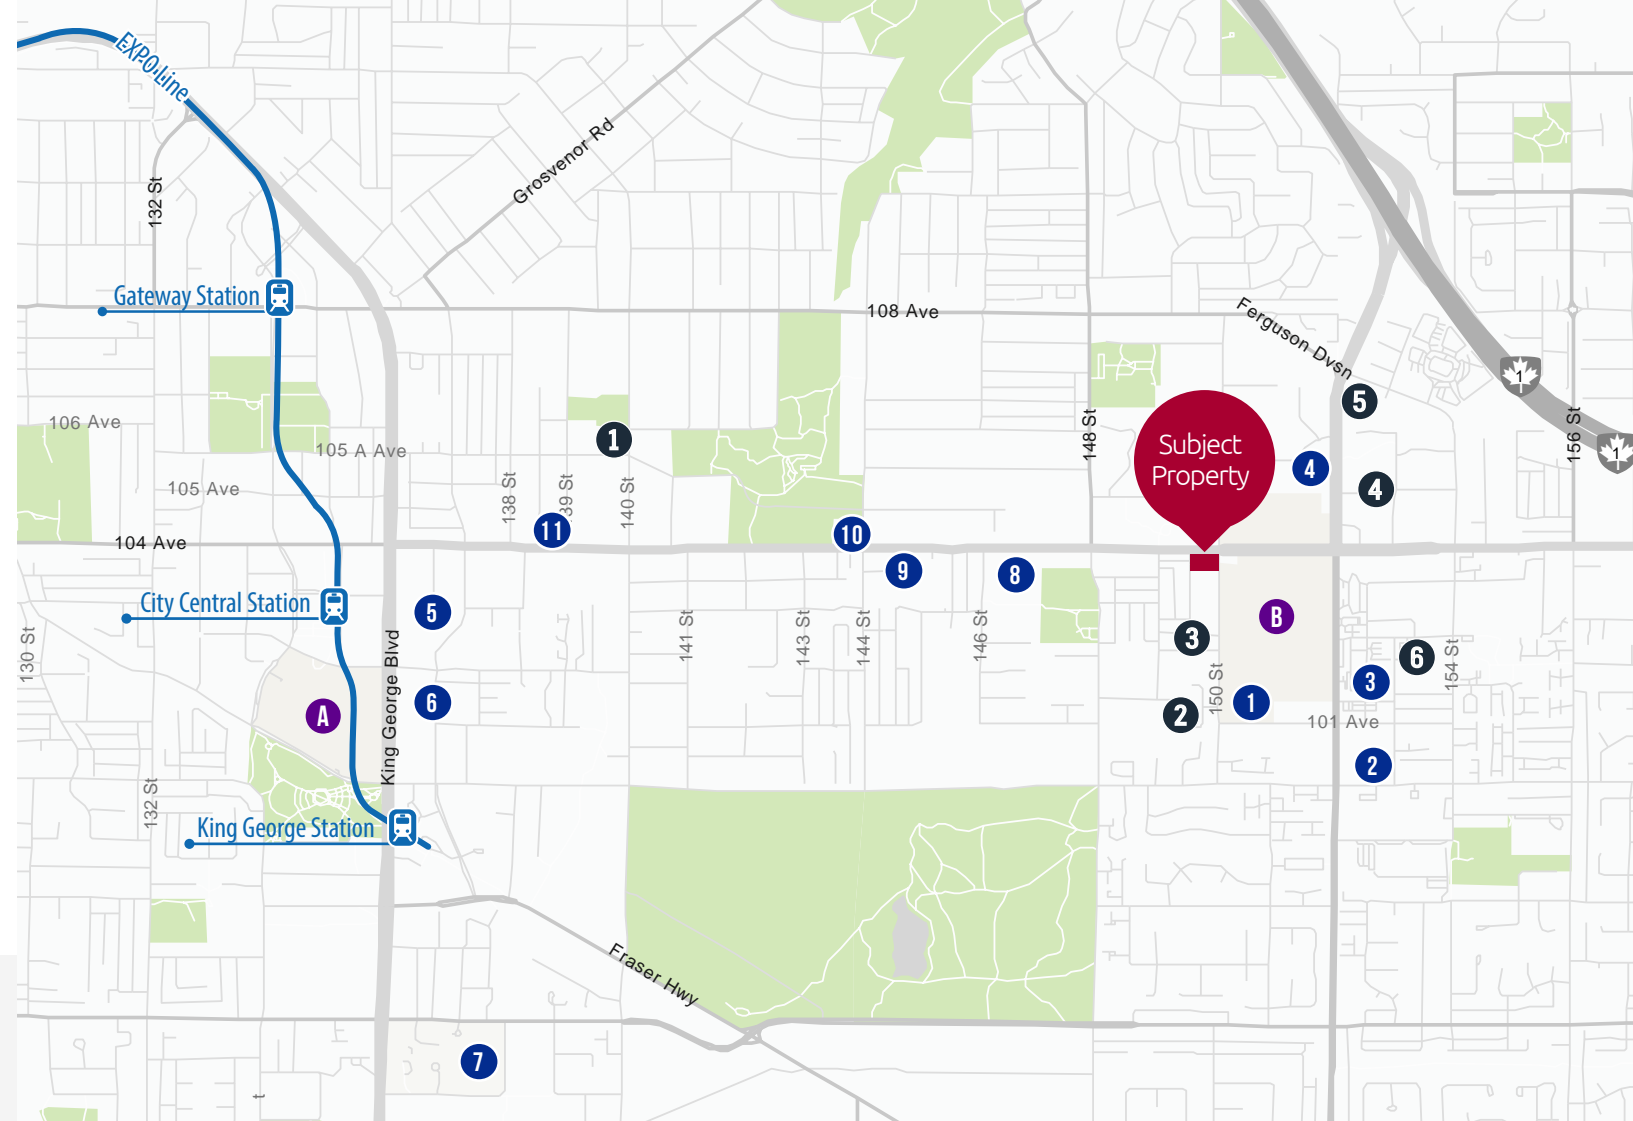 EXPO Line
Grosvenor Rd
132 St
Gateway Station
108 Ave
Ferguson Dvsn
1
5
106 Ave
105 A Ave
1
148 St
Subject
Property
156 St
1
4
105 Ave
138 St
39 St
140 St
4
11
10
104 Ave
9
8
City Central Station
5
B
130 St
141 St
143 St
144 St
146 St
3
6
154 St
King George Blvd
6
150 St
1
3
A
2
101 Ave
2
132 St
King George Station
Fraser Hwy
7
t